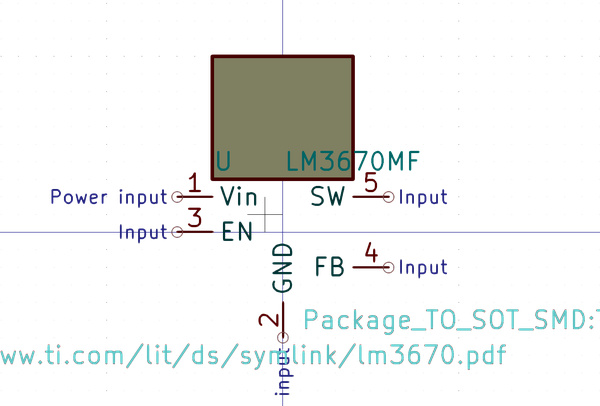 U LM3670MF
Power input 1 Vin SW 5 Input
Input 3 EN
GND FB 4 Input
2 Package_TO_SOT_SMD:
ww.ti.com/lit/ds/symlink/lm3670.pdf
input